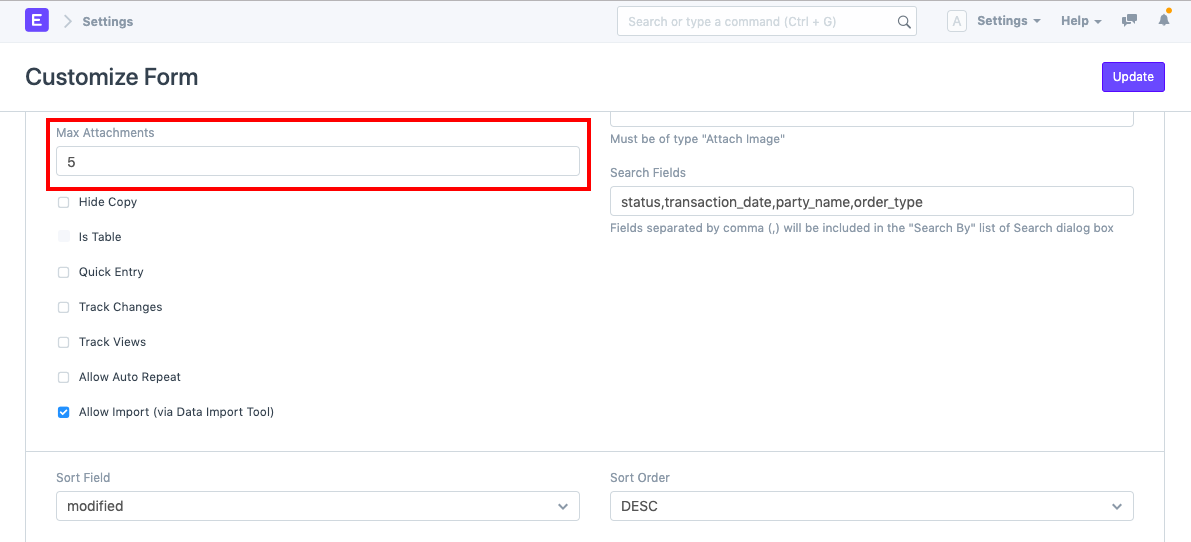 E Settings Search or type a command (Ctrl + G) A Settings Help
Customize Form Update
Max Attachments
5
Must be of type "Attach Image"
Search Fields
status,transaction_date,party_name,order_type
Fields separated by comma (,) will be included in the "Search By" list of Search dialog box
Hide Copy
Is Table
Quick Entry
Track Changes
Track Views
Allow Auto Repeat
Allow Import (via Data Import Tool)
Sort Field
modified
Sort Order
DESC